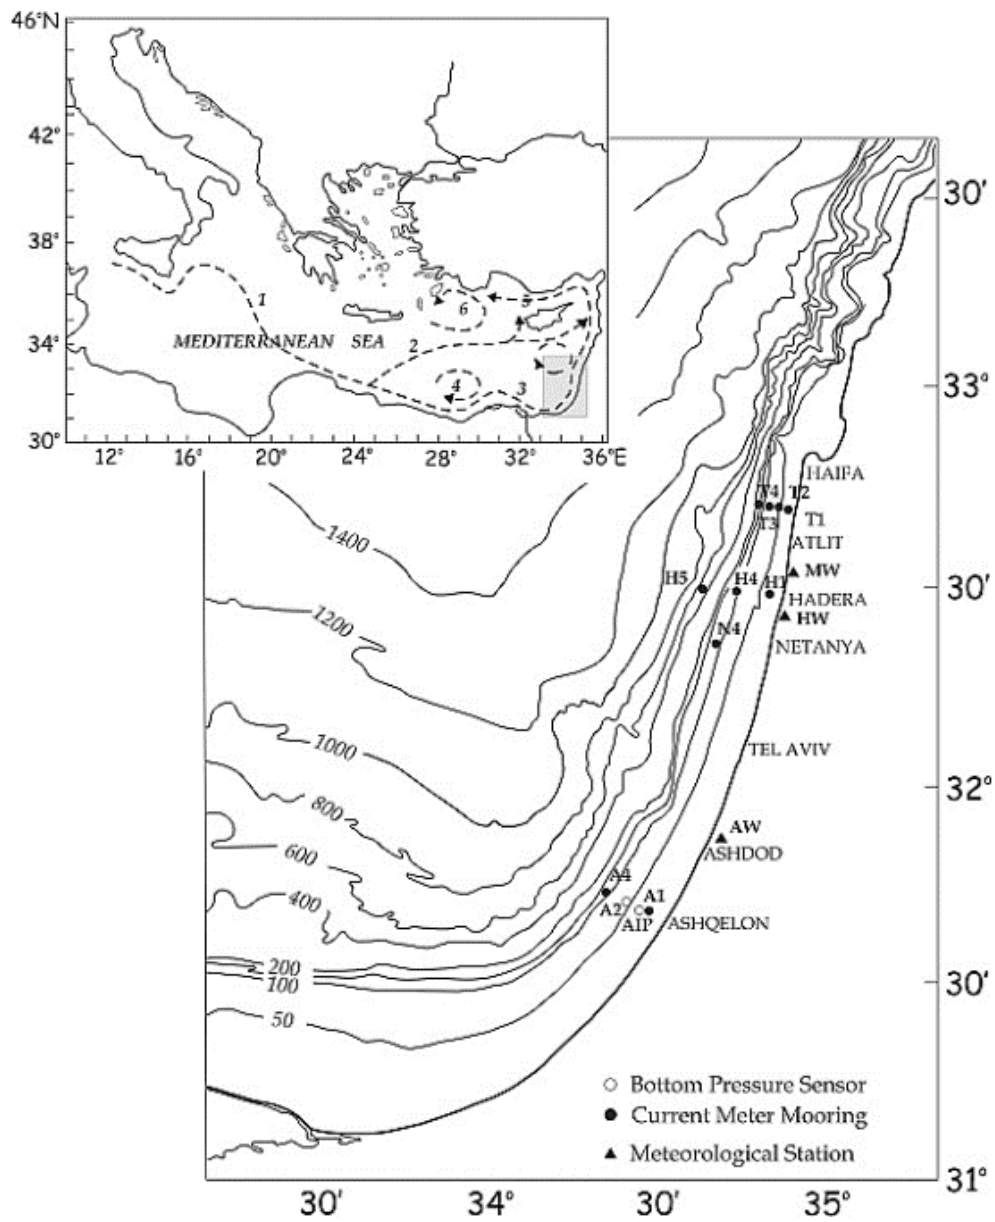 46°N
42°
38°
34°
30°
12°
16°
20°
24°
28°
32°
36°E
1
MEDITERRANEAN SEA
2
3
4
5
6
30'
33°
30'
32°
30'
31°
30'
34°
30'
35°
1400
1200
1000
800
600
400
200
100
50
HAIFA
T4
T2
T3
T1
ATLIT
MW
H5
H4
H1
HADERA
HW
N4
NETANYA
TEL AVIV
AW
ASHDOD
A4
A2
A1
AIP
ASHQELON
Bottom Pressure Sensor
Current Meter Mooring
Meteorological Station